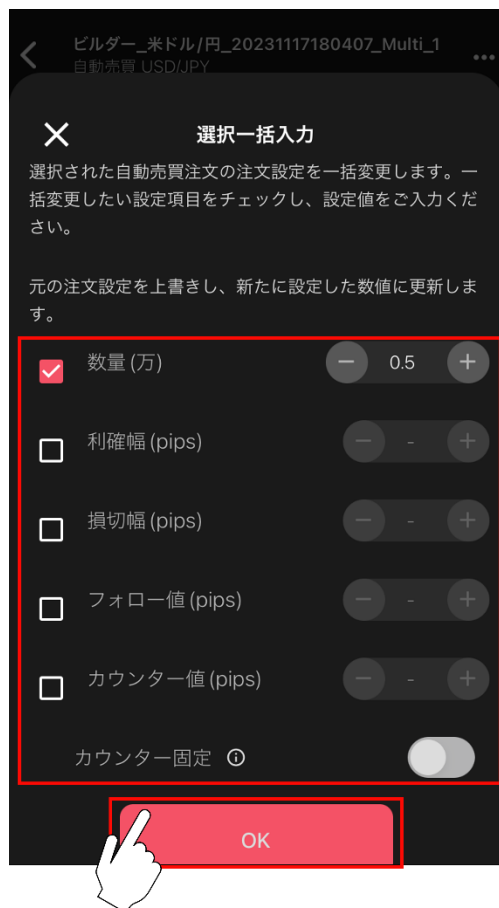 ビルダー_米ドル/円_20231117180407_Multi_1
自動売買 USD/JPY
選択一括入力
選択された自動売買注文の注文設定を一括変更します。一
括変更したい設定項目をチェックし、設定値をご入力くだ
さい。
元の注文設定を上書きし、新たに設定した数値に更新しま
す。
数量(万) - 0.5 +
利確幅(pips) - - +
損切幅(pips) - - +
フォロー値(pips) - - +
カウンター値(pips) - - +
カウンター固定
OK